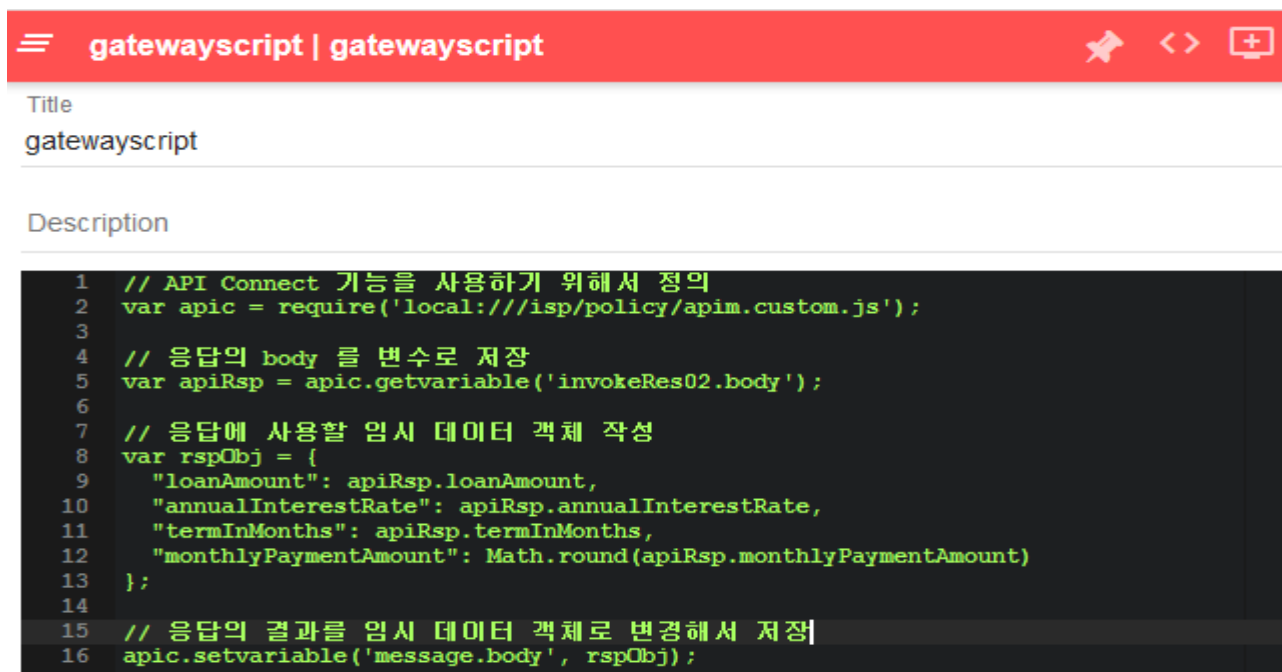 gatewayscript | gatewayscript
Title
gatewayscript
Description
1 // API Connect 기능을 사용하기 위해서 정의
2 var apic = require('local:///isp/policy/apim.custom.js');
3
4 // 응답의 body 를 변수로 저장
5 var apiRsp = apic.getvariable('invokeRes02.body');
6
7 // 응답에 사용할 임시 데이터 객체 작성
8 var rspObj = {
9 "loanAmount": apiRsp.loanAmount,
10 "annualInterestRate": apiRsp.annualInterestRate,
11 "termInMonths": apiRsp.termInMonths,
12 "monthlyPaymentAmount": Math.round(apiRsp.monthlyPaymentAmount)
13 };
14
15 // 응답의 결과를 임시 데이터 객체로 변경해서 저장
16 apic.setvariable('message.body', rspObj);